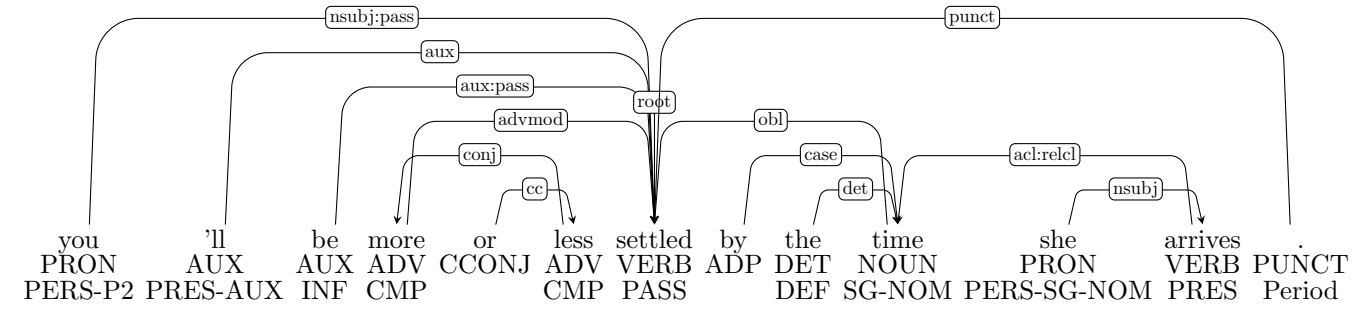 nsubj:pass punct
aux
aux:pass
root
advmod obl
conj case acl:relcl
cc det nsubj
you 'll be more or less settled by the time she arrives .
PRON AUX AUX ADV CCONJ ADV VERB ADP DET NOUN PRON VERB PUNCT
PERS-P2 PRES-AUX INF CMP CMP PASS DEF SG-NOM PERS-SG-NOM PRES Period